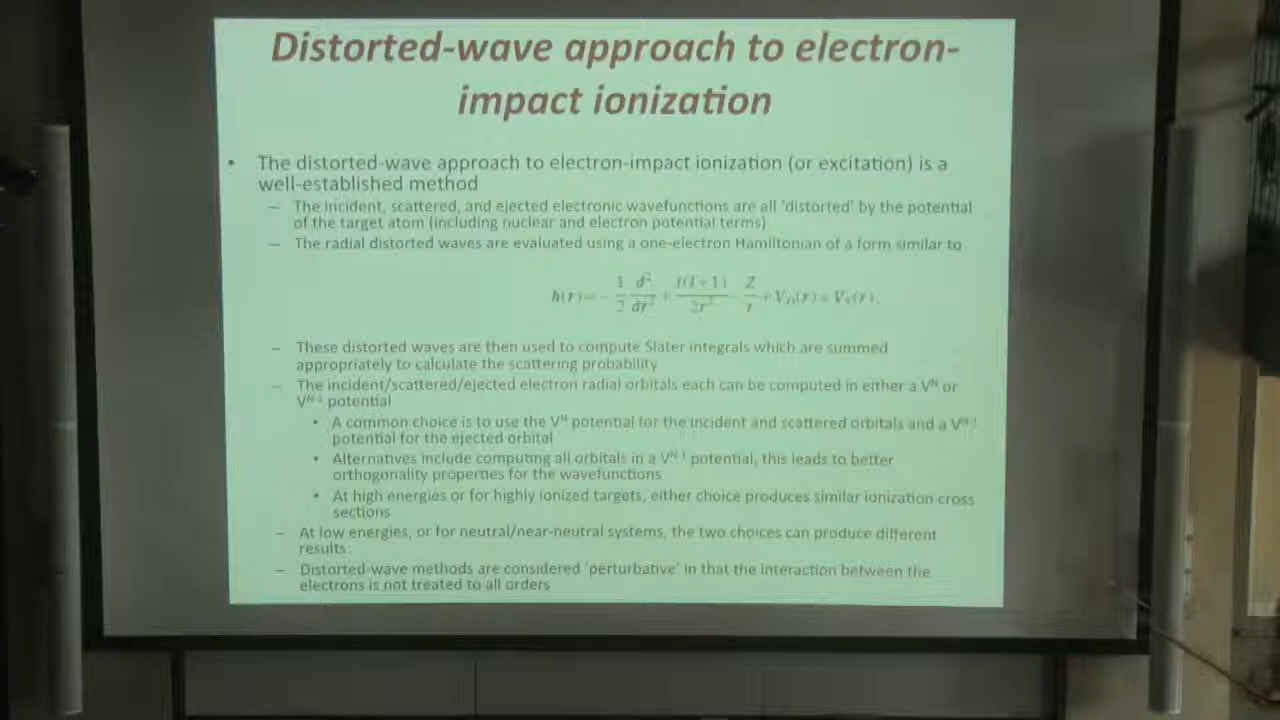 Distorted-wave approach to electron-
impact ionization
• The distorted-wave approach to electron-impact ionization (or excitation) is a
well-established method
– The incident, scattered, and ejected electronic wavefunctions are all 'distorted' by the potential
of the target atom (including nuclear and electron potential terms)
– The radial distorted waves are evaluated using a one-electron Hamiltonian of a form similar to
– These distorted waves are then used to compute Slater integrals which are summed
appropriately to calculate the scattering probability
– The incident/scattered/ejected electron radial orbitals each can be computed in either a Vᴺ or
Vᴺ⁻¹ potential
• A common choice is to use the Vᴺ potential for the incident and scattered orbitals and a Vᴺ⁻¹
potential for the ejected orbital
• Alternatives include computing all orbitals in a Vᴺ⁻¹ potential, this leads to better
orthogonality properties for the wavefunctions
• At high energies or for highly ionized targets, either choice produces similar ionization cross
sections
– At low energies, or for neutral/near-neutral systems, the two choices can produce different
results
– Distorted-wave methods are considered 'perturbative' in that the interaction between the
electrons is not treated to all orders